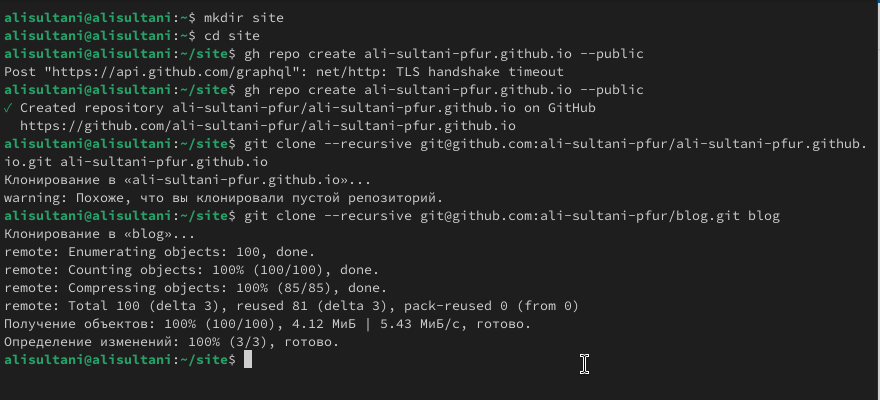 alisultani@alisultani:~$ mkdir site
alisultani@alisultani:~$ cd site
alisultani@alisultani:~/site$ gh repo create ali-sultani-pfur.github.io --public
Post "https://api.github.com/graphql": net/http: TLS handshake timeout
alisultani@alisultani:~/site$ gh repo create ali-sultani-pfur.github.io --public
✓ Created repository ali-sultani-pfur/ali-sultani-pfur.github.io on GitHub
  https://github.com/ali-sultani-pfur/ali-sultani-pfur.github.io
alisultani@alisultani:~/site$ git clone --recursive git@github.com:ali-sultani-pfur/ali-sultani-pfur.github.
io.git ali-sultani-pfur.github.io
Клонирование в «ali-sultani-pfur.github.io»...
warning: Похоже, что вы клонировали пустой репозиторий.
alisultani@alisultani:~/site$ git clone --recursive git@github.com:ali-sultani-pfur/blog.git blog
Клонирование в «blog»...
remote: Enumerating objects: 100, done.
remote: Counting objects: 100% (100/100), done.
remote: Compressing objects: 100% (85/85), done.
remote: Total 100 (delta 3), reused 81 (delta 3), pack-reused 0 (from 0)
Получение объектов: 100% (100/100), 4.12 МиБ | 5.43 МиБ/с, готово.
Определение изменений: 100% (3/3), готово.
alisultani@alisultani:~/site$